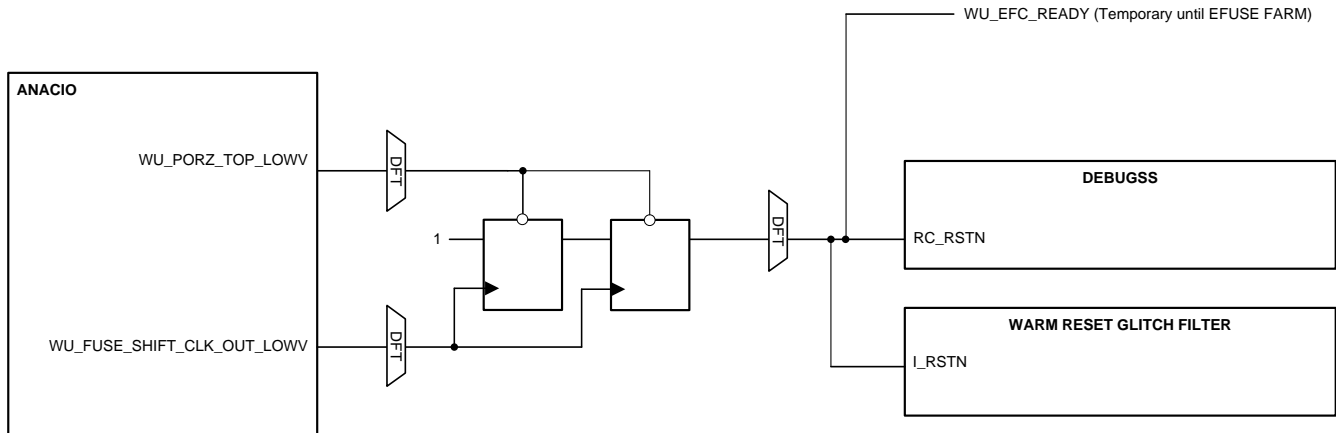 WU_EFC_READY (Temporary until EFUSE FARM)
ANACIO
WU_PORZ_TOP_LOWV
DFT
DEBUGSS
DFT
1
RC_RSTN
WU_FUSE_SHIFT_CLK_OUT_LOWV
DFT
WARM RESET GLITCH FILTER
I_RSTN